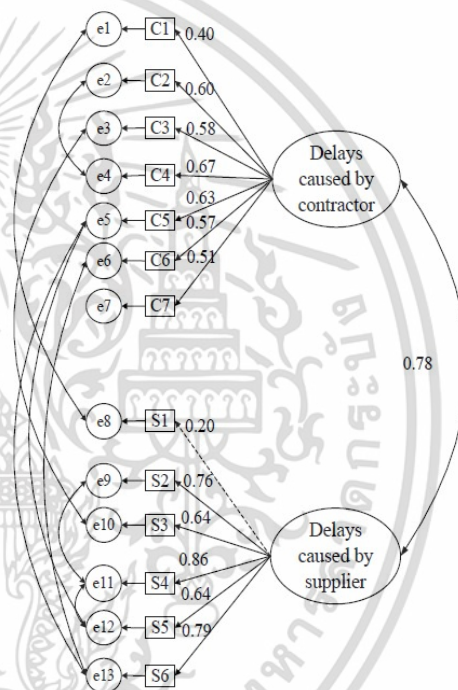 e1 C1 0.40
e2 C2 0.60
e3 C3 0.58
e4 C4 0.67
e5 C5 0.63
e6 C6 0.57
e7 C7 0.51
Delays
caused by
contractor
0.78
e8 S1 0.20
e9 S2 0.76
e10 S3 0.64
e11 S4 0.86
e12 S5 0.64
e13 S6 0.79
Delays
caused by
supplier